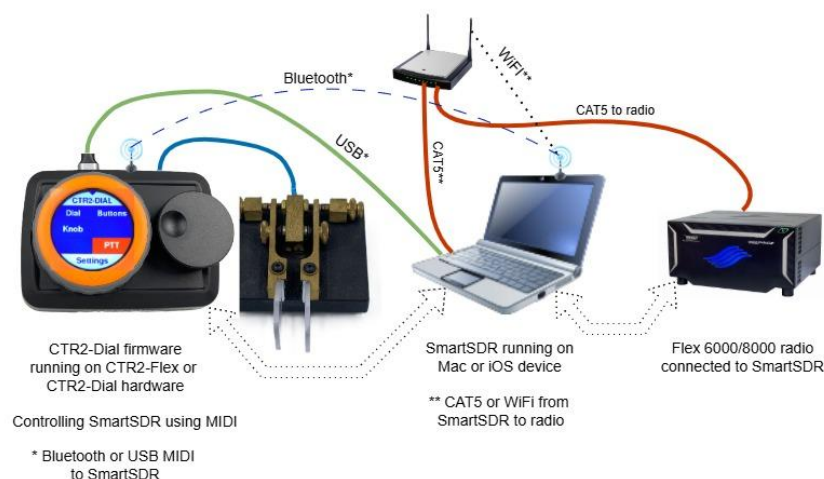 WiFI**
Bluetooth*
CAT5 to radio
USB*
CAT5**
CTR2-DIAL
Dial Buttons
Knob
PTT
Settings
CTR2-Dial firmware
running on CTR2-Flex or
CTR2-Dial hardware
Controlling SmartSDR using MIDI
* Bluetooth or USB MIDI
to SmartSDR
SmartSDR running on
Mac or iOS device
** CAT5 or WiFi from
SmartSDR to radio
Flex 6000/8000 radio
connected to SmartSDR